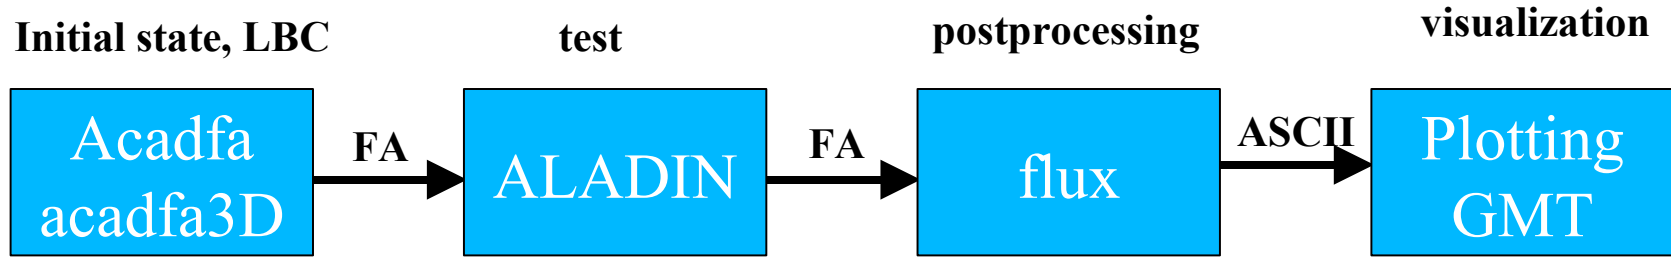 Initial state, LBC
test
postprocessing
visualization
Acadfa
acadfa3D
FA
ALADIN
FA
flux
ASCII
Plotting
GMT